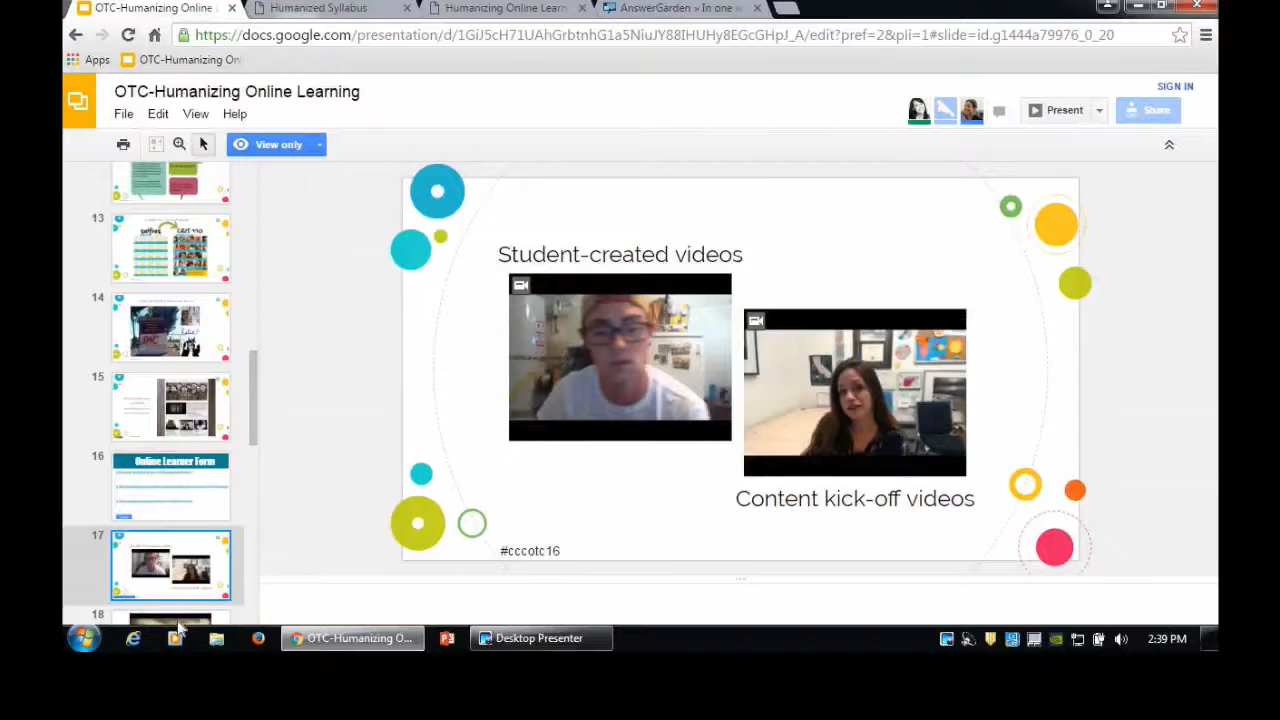 OTC-Humanizing Online L
Humanized Syllabus
Humanizing Online Learn
AnswerGarden » In one w
https://docs.google.com/presentation/d/1GiJ5cH71UAhGrbtnhG1a5NiuJY88IHUHy8EGcGHpJ_A/edit?pref=2&pli=1#slide=id.g1444a79976_0_20
Apps
OTC-Humanizing Onl
SIGN IN
OTC-Humanizing Online Learning
File Edit View Help
Present
Share
View only
13
selfies
14
15
16
Online Learner Form
17
18
Student-created videos
Content kick-off videos
#cccotc16
OTC-Humanizing O...
Desktop Presenter
2:39 PM